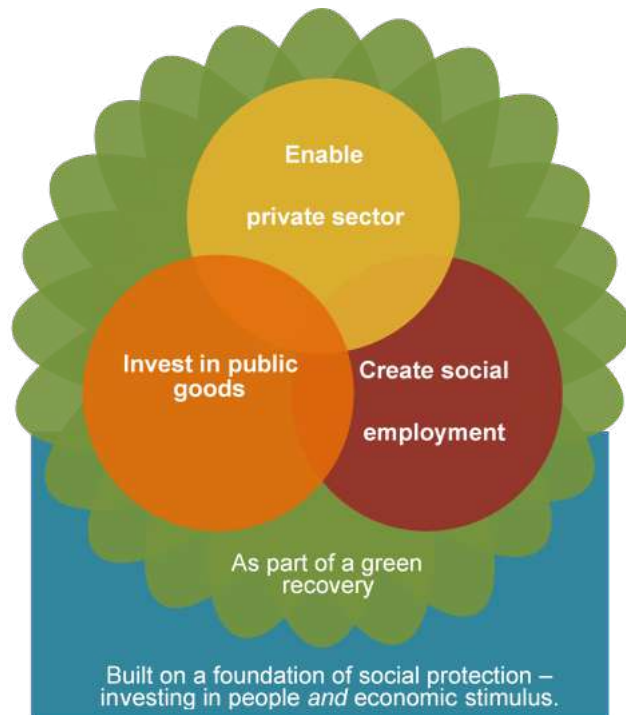 Enable
private sector
Invest in public
goods
Create social
employment
As part of a green
recovery
Built on a foundation of social protection –
investing in people and economic stimulus.